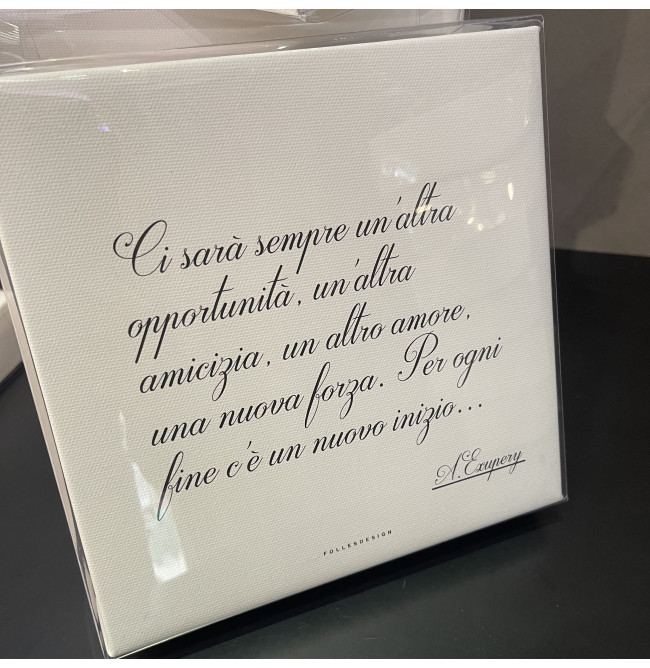 Ci sarà sempre un'altra
opportunità, un'altra
amicizia, un altro amore,
una nuova forza. Per ogni
fine c'è un nuovo inizio...
A. Exupery
FOLLESDESIGN